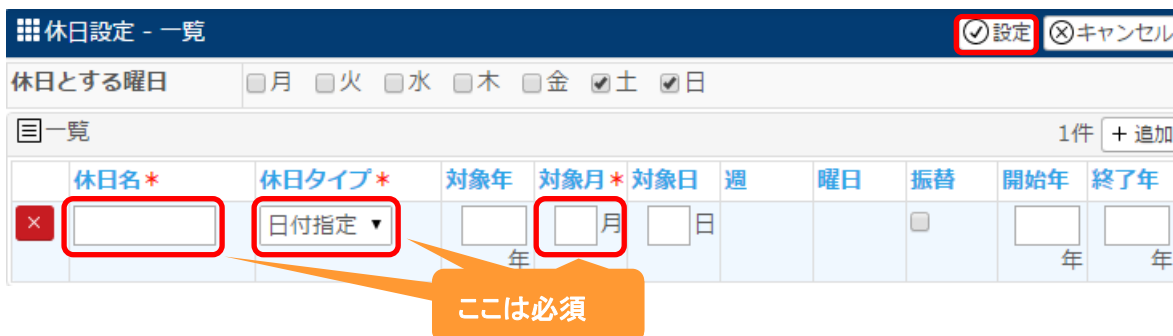 休日設定 - 一覧 設定 キャンセル
休日とする曜日 月 火 水 木 金 土 日
一覧 1件 + 追加
休日名* 休日タイプ* 対象年 対象月* 対象日 週 曜日 振替 開始年 終了年
× 日付指定 ▼ 年 月 日 年 年
ここは必須